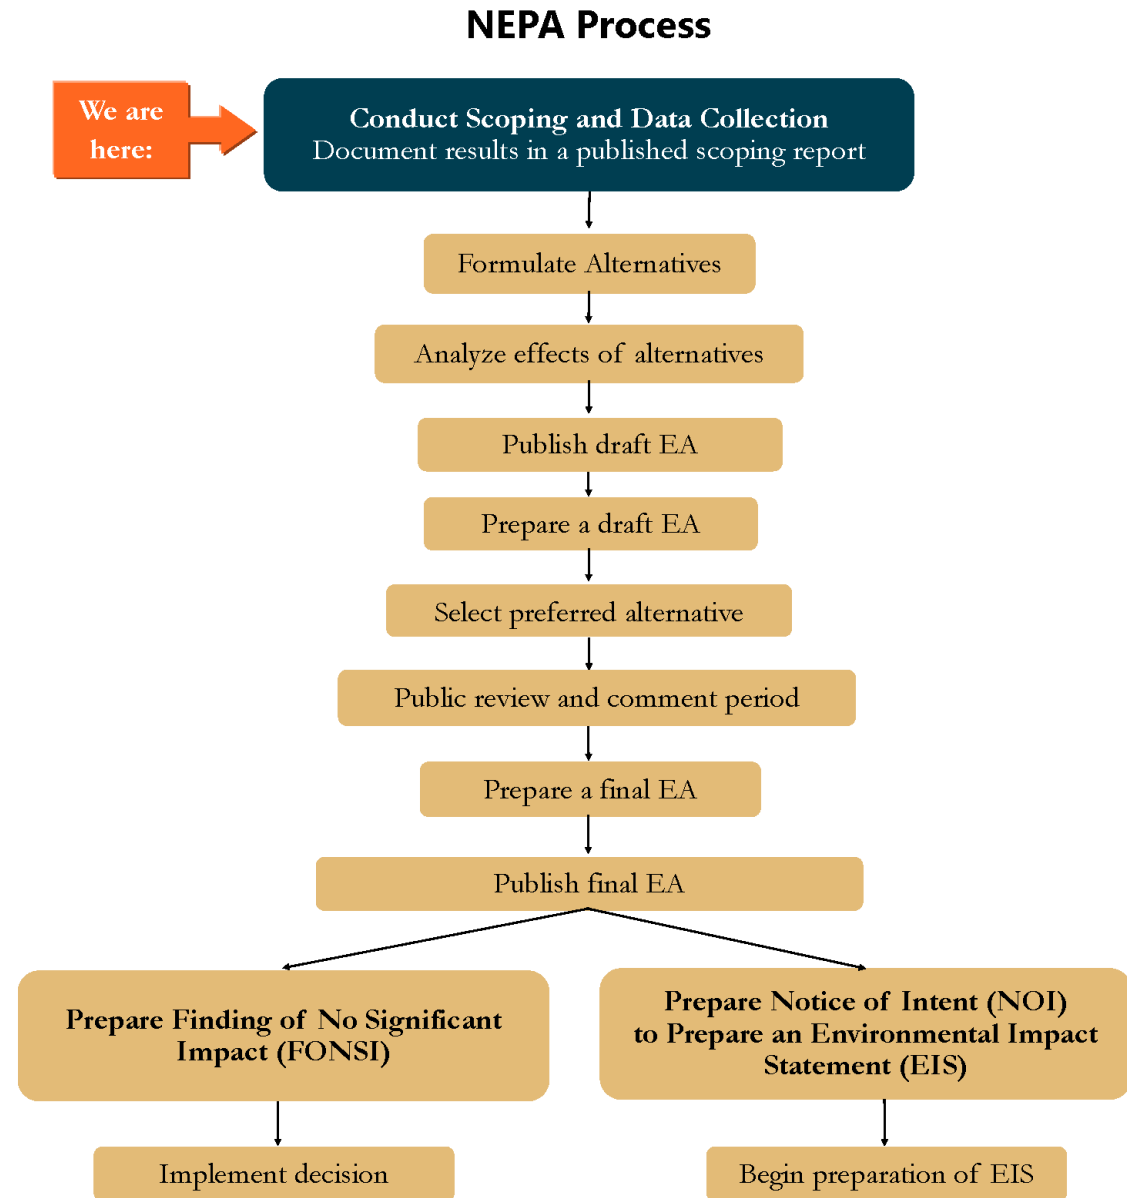 NEPA Process
We are
here:
Conduct Scoping and Data Collection
Document results in a published scoping report
Formulate Alternatives
Analyze effects of alternatives
Publish draft EA
Prepare a draft EA
Select preferred alternative
Public review and comment period
Prepare a final EA
Publish final EA
Prepare Finding of No Significant
Impact (FONSI)
Prepare Notice of Intent (NOI)
to Prepare an Environmental Impact
Statement (EIS)
Implement decision
Begin preparation of EIS